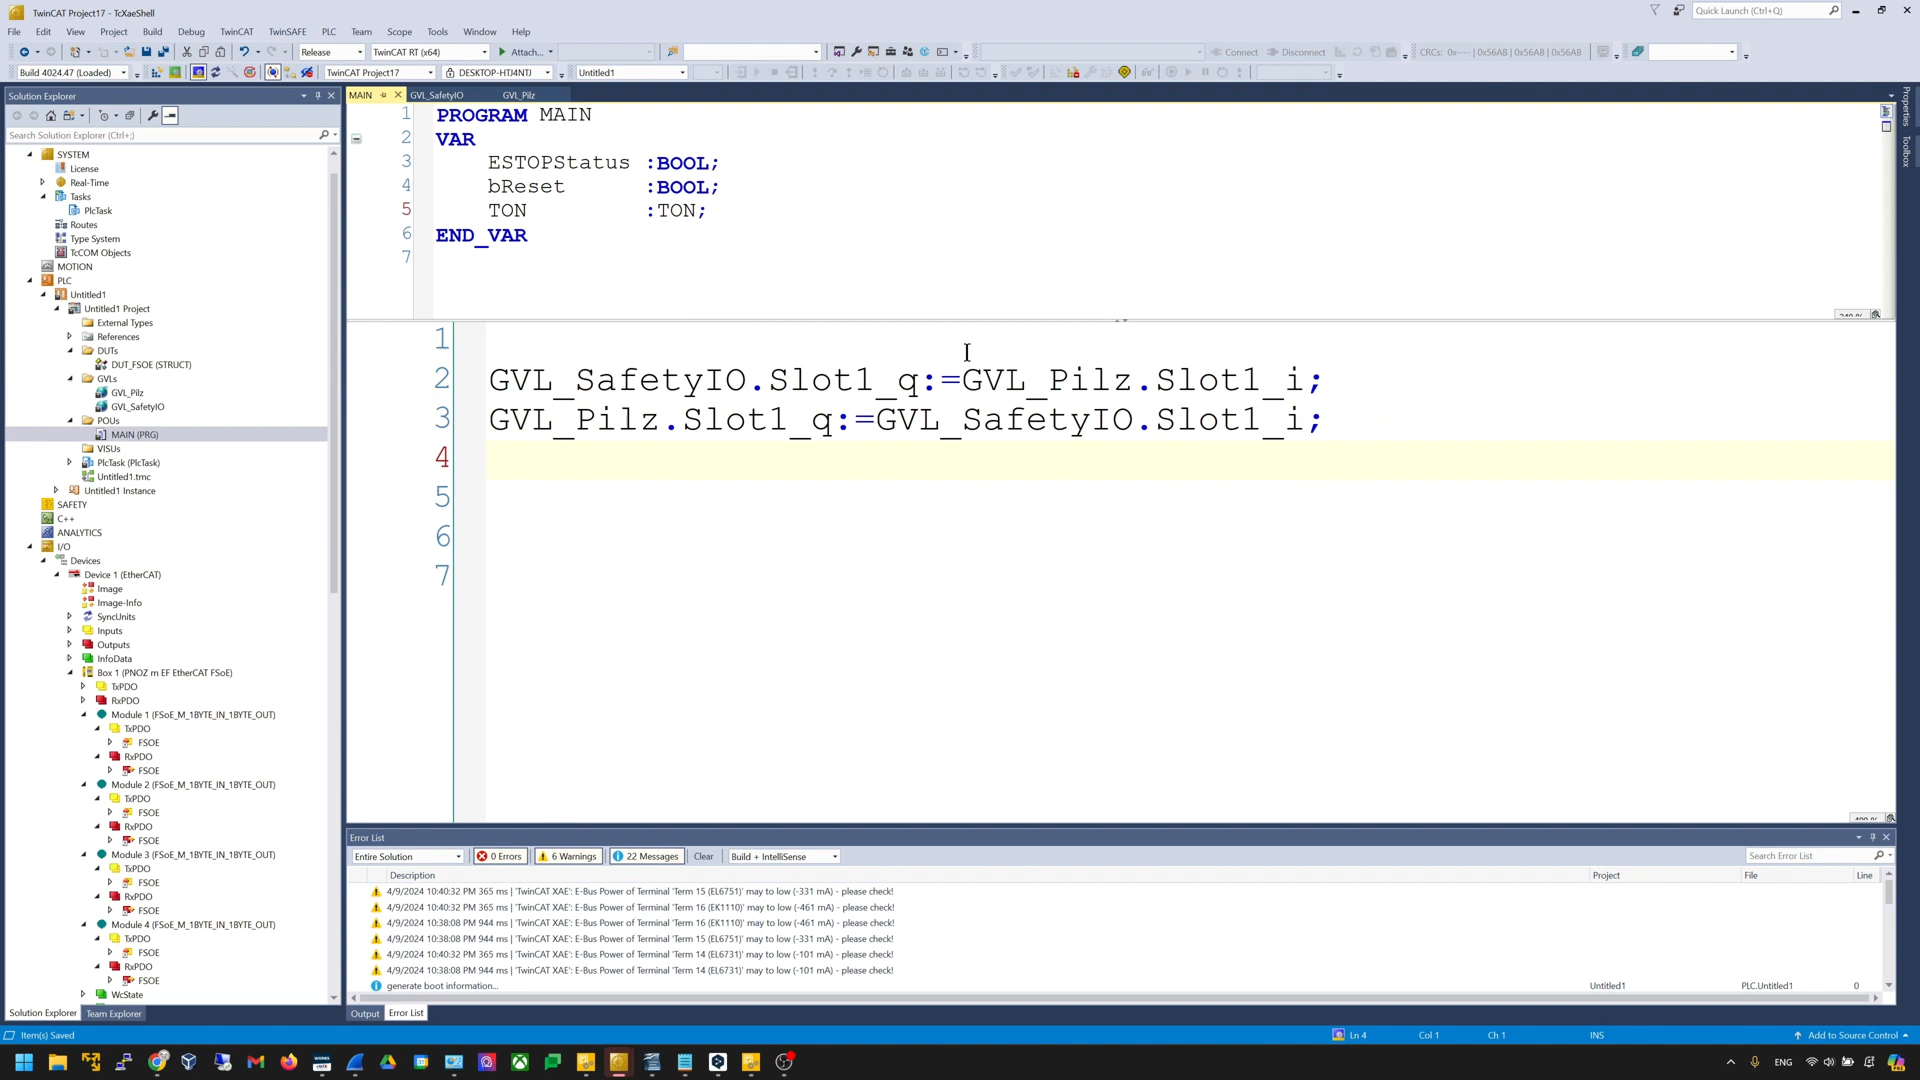 TwinCAT Project17 - TcXaeShell
Quick Launch (Ctrl+Q)
File Edit View Project Build Debug TwinCAT TwinSAFE PLC Team Scope Tools Window Help
Release TwinCAT RT (x64) Attach... Connect Disconnect CRCs: 0x---- | 0x56AB | 0x56AB | 0x56AB
Build 4024.47 (Loaded) TwinCAT Project17 DESKTOP-HTJ4NTJ Untitled1
Solution Explorer
Search Solution Explorer (Ctrl+;)
SYSTEM
License
Real-Time
Tasks
PlcTask
Routes
Type System
TcCOM Objects
MOTION
PLC
Untitled1
Untitled1 Project
External Types
References
DUTs
DUT_FSOE (STRUCT)
GVLs
GVL_Pilz
GVL_SafetyIO
POUs
MAIN (PRG)
VISUs
PlcTask (PlcTask)
Untitled1.tmc
Untitled1 Instance
SAFETY
C++
ANALYTICS
I/O
Devices
Device 1 (EtherCAT)
Image
Image-Info
SyncUnits
Inputs
Outputs
InfoData
Box 1 (PNOZ m EF EtherCAT FSoE)
TxPDO
RxPDO
Module 1 (FSoE_M_1BYTE_IN_1BYTE_OUT)
TxPDO
FSOE
RxPDO
FSOE
Module 2 (FSoE_M_1BYTE_IN_1BYTE_OUT)
TxPDO
FSOE
RxPDO
FSOE
Module 3 (FSoE_M_1BYTE_IN_1BYTE_OUT)
TxPDO
FSOE
RxPDO
FSOE
Module 4 (FSoE_M_1BYTE_IN_1BYTE_OUT)
TxPDO
FSOE
RxPDO
FSOE
WcState
Solution Explorer Team Explorer
MAIN GVL_SafetyIO GVL_Pilz
1 PROGRAM MAIN
2 VAR
3 ESTOPStatus :BOOL;
4 bReset :BOOL;
5 TON :TON;
6 END_VAR
7
1
2 GVL_SafetyIO.Slot1_q:=GVL_Pilz.Slot1_i;
3 GVL_Pilz.Slot1_q:=GVL_SafetyIO.Slot1_i;
4
5
6
7
Properties
Toolbox
Error List
Entire Solution 0 Errors 6 Warnings 22 Messages Clear Build + IntelliSense Search Error List
Description Project File Line
4/9/2024 10:40:32 PM 365 ms | 'TwinCAT XAE': E-Bus Power of Terminal 'Term 15 (EL6751)' may to low (-331 mA) - please check!
4/9/2024 10:40:32 PM 365 ms | 'TwinCAT XAE': E-Bus Power of Terminal 'Term 16 (EK1110)' may to low (-461 mA) - please check!
4/9/2024 10:38:08 PM 944 ms | 'TwinCAT XAE': E-Bus Power of Terminal 'Term 16 (EK1110)' may to low (-461 mA) - please check!
4/9/2024 10:38:08 PM 944 ms | 'TwinCAT XAE': E-Bus Power of Terminal 'Term 15 (EL6751)' may to low (-331 mA) - please check!
4/9/2024 10:40:32 PM 365 ms | 'TwinCAT XAE': E-Bus Power of Terminal 'Term 14 (EL6731)' may to low (-101 mA) - please check!
4/9/2024 10:38:08 PM 944 ms | 'TwinCAT XAE': E-Bus Power of Terminal 'Term 14 (EL6731)' may to low (-101 mA) - please check!
generate boot information... Untitled1 PLC.Untitled1 0
Output Error List
Item(s) Saved Ln 4 Col 1 Ch 1 INS Add to Source Control
ENG